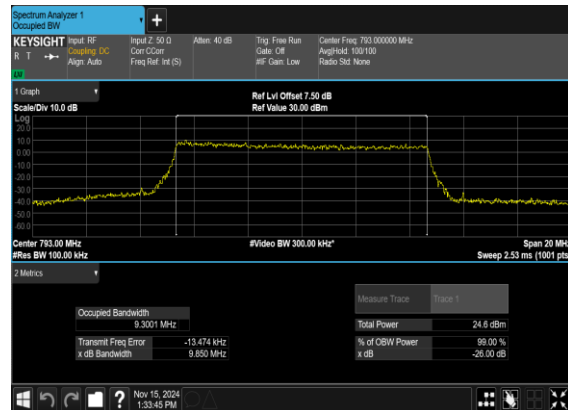 Spectrum Analyzer 1
Occupied BW
KEYSIGHT
R T
LXI
Input: RF
Coupling: DC
Align: Auto
Input Z: 50 Ω
Corr CCorr
Freq Ref: Int (S)
Atten: 40 dB
Trig: Free Run
Gate: Off
#IF Gain: Low
Center Freq: 793.000000 MHz
Avg|Hold: 100/100
Radio Std: None
1 Graph
Scale/Div 10.0 dB
Ref Lvl Offset 7.50 dB
Ref Value 30.00 dBm
Log
20.0
10.0
0.00
-10.0
-20.0
-30.0
-40.0
-50.0
-60.0
Center 793.00 MHz
#Video BW 300.00 kHz*
Span 20 MHz
#Res BW 100.00 kHz
Sweep 2.53 ms (1001 pts
2 Metrics
Measure Trace
Trace 1
Occupied Bandwidth
9.3001 MHz
Total Power
24.6 dBm
Transmit Freq Error
-13.474 kHz
% of OBW Power
99.00 %
x dB Bandwidth
9.850 MHz
x dB
-26.00 dB
?
Nov 15, 2024
1:33:45 PM